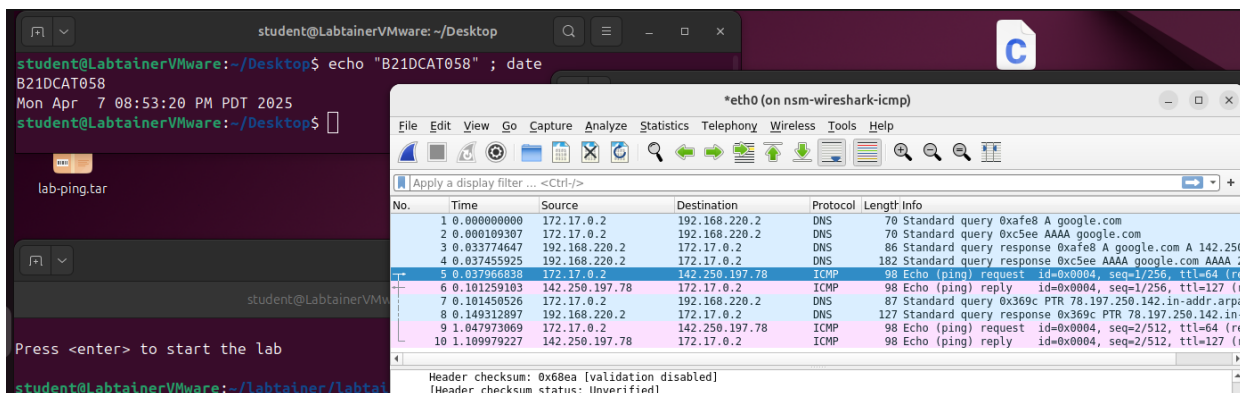 student@LabtainerVMware: ~/Desktop
student@LabtainerVMware:~/Desktop$ echo "B21DCAT058" ; date
B21DCAT058
Mon Apr 7 08:53:20 PM PDT 2025
student@LabtainerVMware:~/Desktop$
C
lab-ping.tar
student@LabtainerVMw
Press <enter> to start the lab
student@LabtainerVMware:~/labtainer/labtai
*eth0 (on nsm-wireshark-icmp)
File Edit View Go Capture Analyze Statistics Telephony Wireless Tools Help
Apply a display filter ... <Ctrl-/>
No. Time Source Destination Protocol Length Info
1 0.000000000 172.17.0.2 192.168.220.2 DNS 70 Standard query 0xafe8 A google.com
2 0.000109307 172.17.0.2 192.168.220.2 DNS 70 Standard query 0xc5ee AAAA google.com
3 0.033774647 192.168.220.2 172.17.0.2 DNS 86 Standard query response 0xafe8 A google.com A 142.250
4 0.037455925 192.168.220.2 172.17.0.2 DNS 182 Standard query response 0xc5ee AAAA google.com AAAA 2
5 0.037966838 172.17.0.2 142.250.197.78 ICMP 98 Echo (ping) request id=0x0004, seq=1/256, ttl=64 (re
6 0.101259103 142.250.197.78 172.17.0.2 ICMP 98 Echo (ping) reply id=0x0004, seq=1/256, ttl=127 (r
7 0.101450526 172.17.0.2 192.168.220.2 DNS 87 Standard query 0x369c PTR 78.197.250.142.in-addr.arpa
8 0.149312897 192.168.220.2 172.17.0.2 DNS 127 Standard query response 0x369c PTR 78.197.250.142.in-
9 1.047973069 172.17.0.2 142.250.197.78 ICMP 98 Echo (ping) request id=0x0004, seq=2/512, ttl=64 (re
10 1.109979227 142.250.197.78 172.17.0.2 ICMP 98 Echo (ping) reply id=0x0004, seq=2/512, ttl=127 (r
Header checksum: 0x68ea [validation disabled]
[Header checksum status: Unverified]